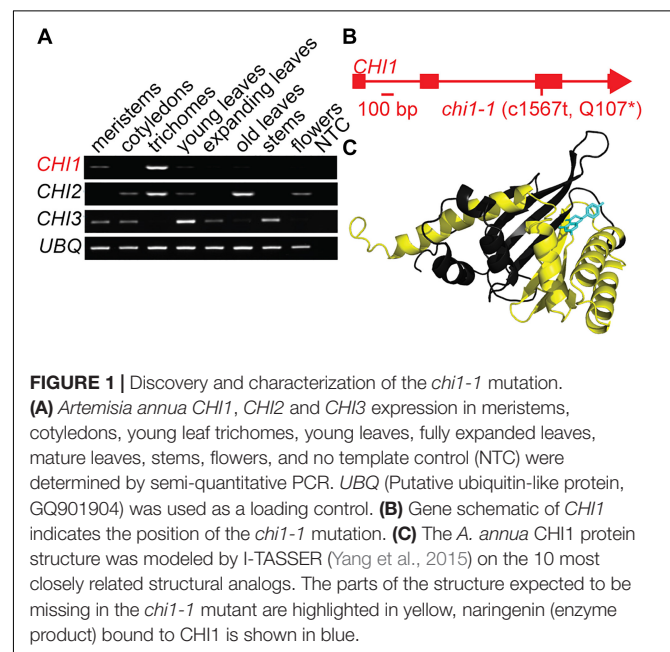 A
B
meristems
cotyledons
trichomes
young leaves
expanding leaves
old leaves
stems
flowers
NTC
CHI1
CHI2
CHI3
UBQ
CHI1
100 bp
chi1-1 (c1567t, Q107*)
C
FIGURE 1 | Discovery and characterization of the chi1-1 mutation.
(A) Artemisia annua CHI1, CHI2 and CHI3 expression in meristems,
cotyledons, young leaf trichomes, young leaves, fully expanded leaves,
mature leaves, stems, flowers, and no template control (NTC) were
determined by semi-quantitative PCR. UBQ (Putative ubiquitin-like protein,
GQ901904) was used as a loading control. (B) Gene schematic of CHI1
indicates the position of the chi1-1 mutation. (C) The A. annua CHI1 protein
structure was modeled by I-TASSER (Yang et al., 2015) on the 10 most
closely related structural analogs. The parts of the structure expected to be
missing in the chi1-1 mutant are highlighted in yellow, naringenin (enzyme
product) bound to CHI1 is shown in blue.